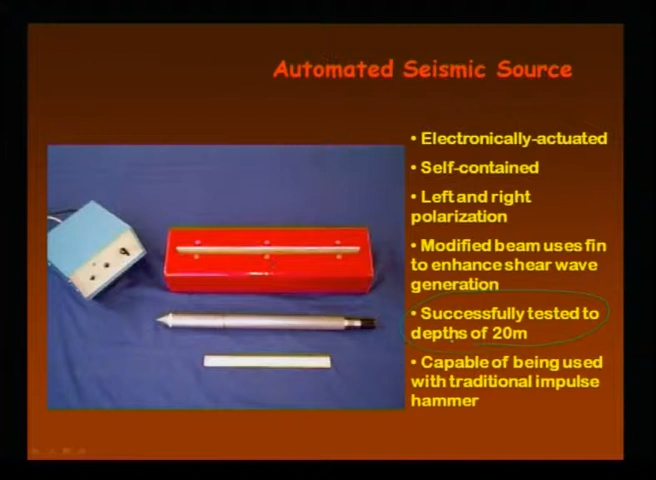 Automated Seismic Source
• Electronically-actuated
• Self-contained
• Left and right
polarization
• Modified beam uses fin
to enhance shear wave
generation
• Successfully tested to
depths of 20m
• Capable of being used
with traditional impulse
hammer